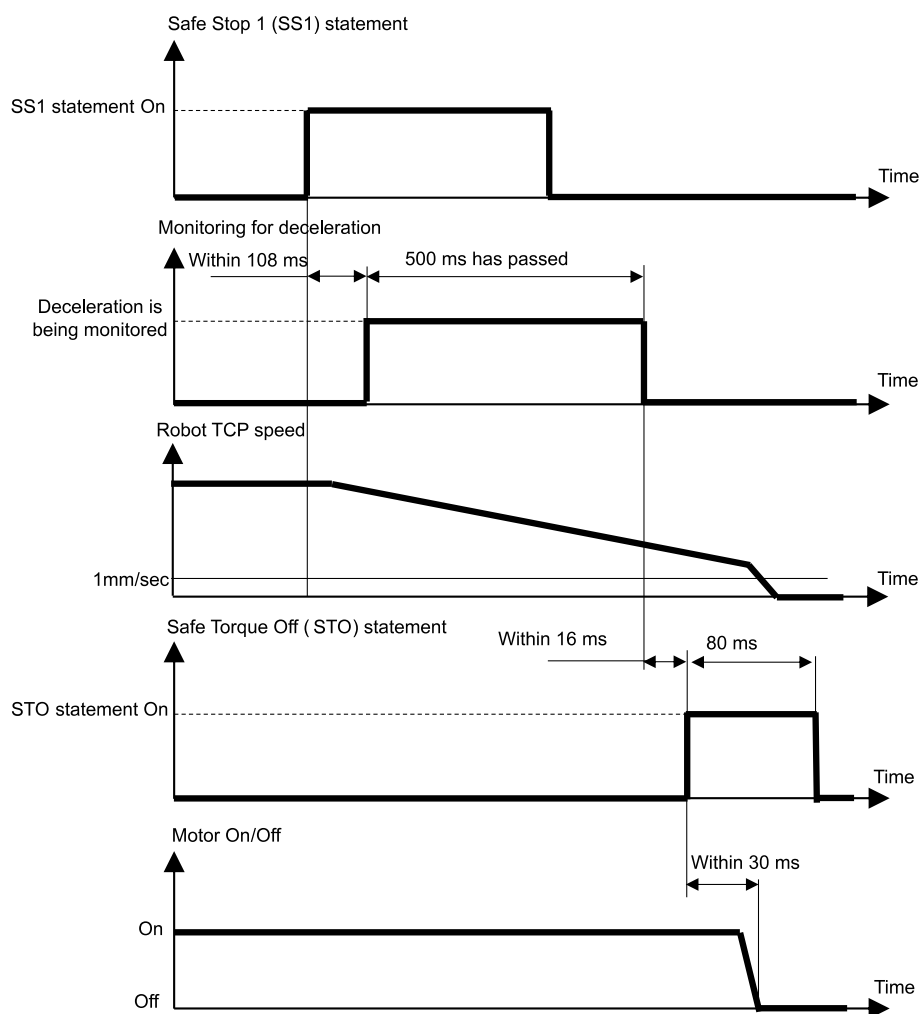 Safe Stop 1 (SS1) statement
SS1 statement On
Time
Monitoring for deceleration
Within 108 ms
500 ms has passed
Deceleration is
being monitored
Time
Robot TCP speed
1mm/sec
Time
Safe Torque Off ( STO) statement
Within 16 ms
80 ms
STO statement On
Time
Motor On/Off
Within 30 ms
On
Off
Time